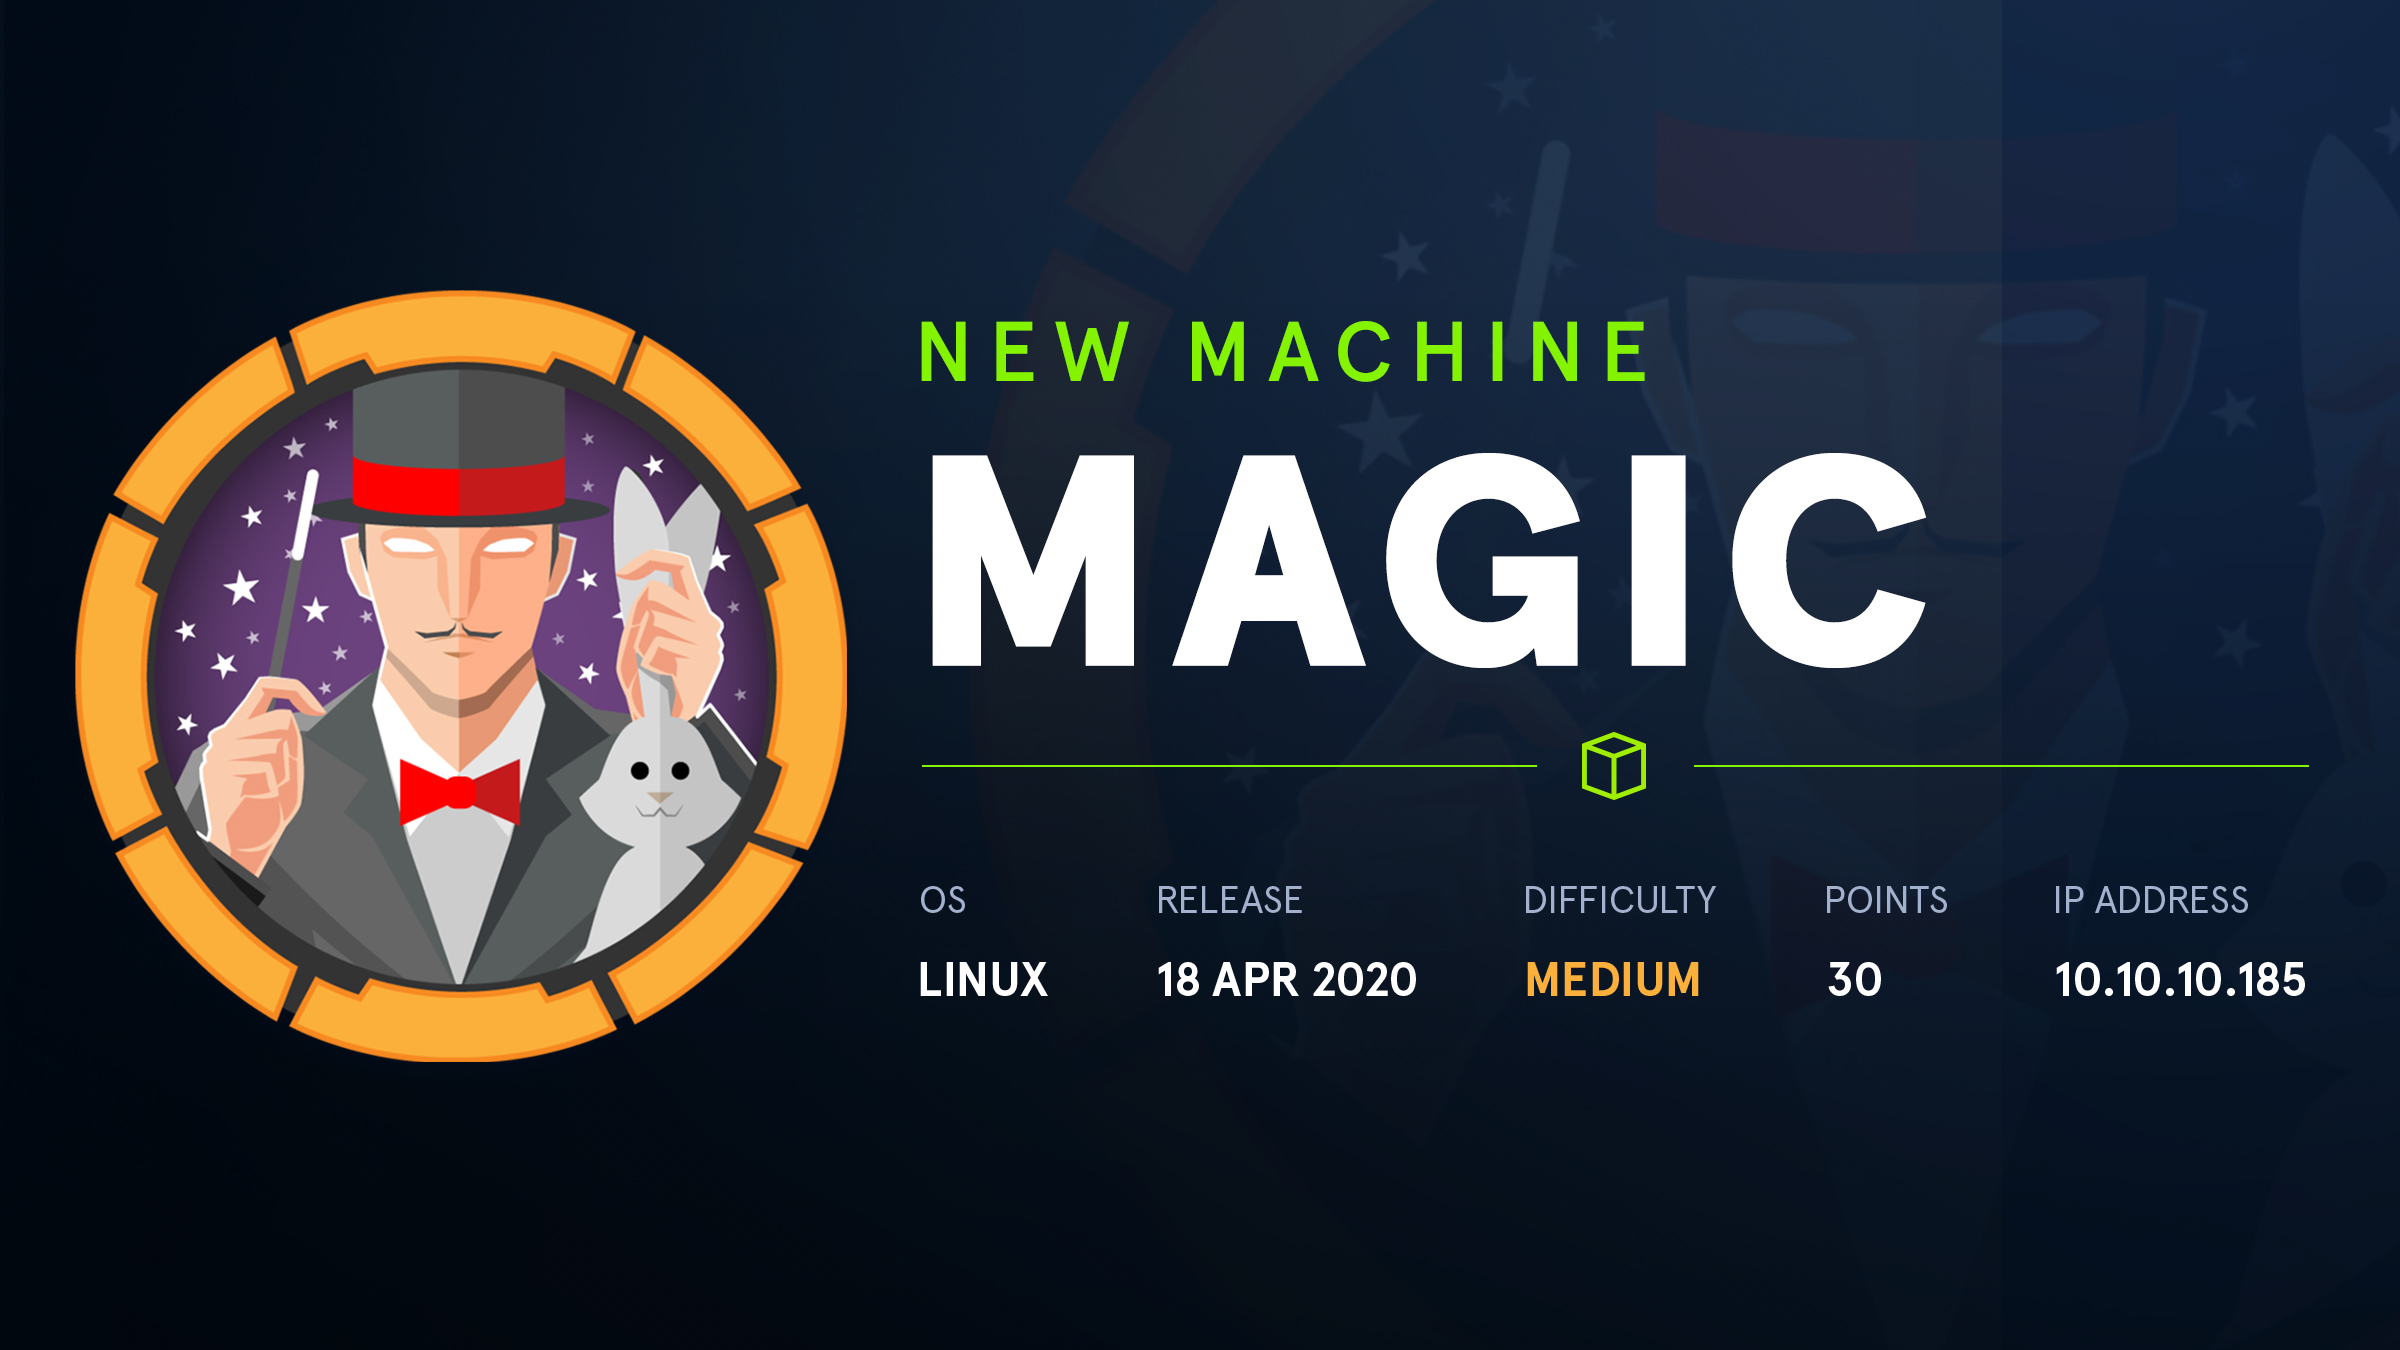 NEW MACHINE
MAGIC
OS RELEASE DIFFICULTY POINTS IP ADDRESS
LINUX 18 APR 2020 MEDIUM 30 10.10.10.185